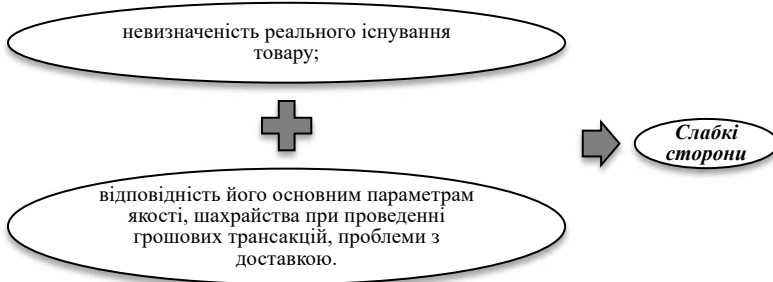 невизначеність реального існування
товару;
Слабкі
сторони
відповідність його основним параметрам
якості, шахрайства при проведенні
грошових трансакцій, проблеми з
доставкою.